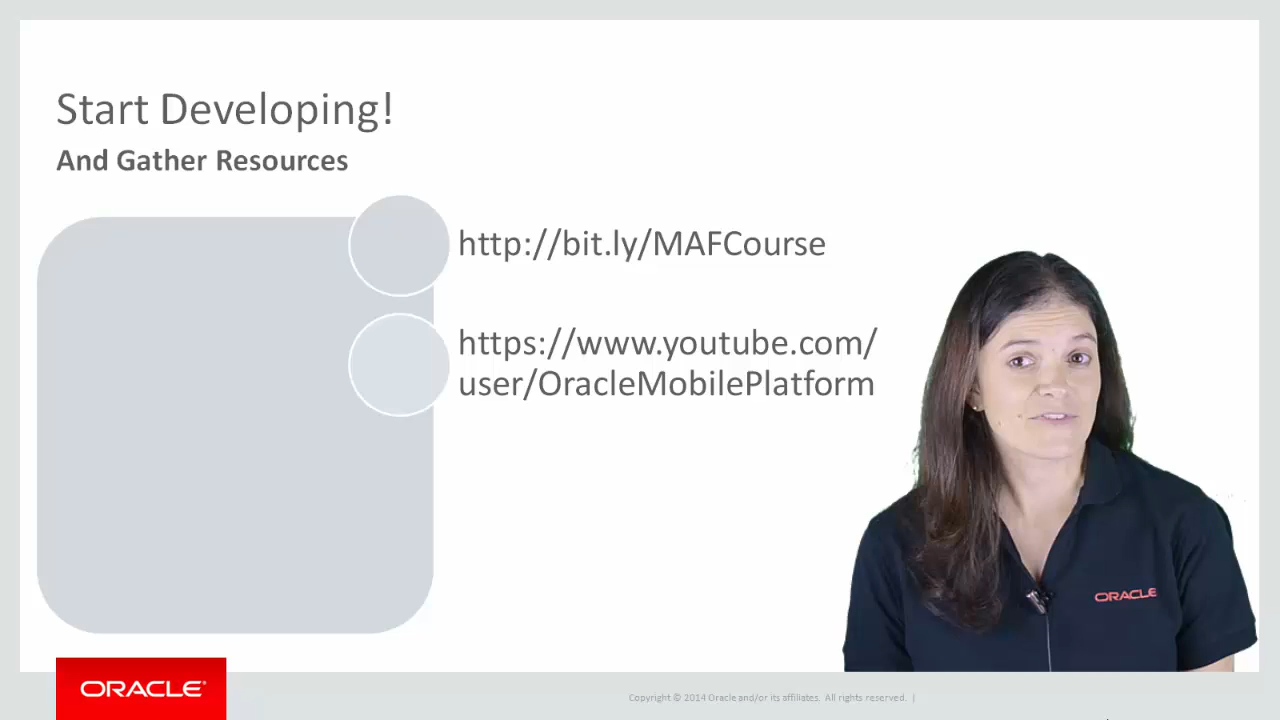 Start Developing!
And Gather Resources
http://bit.ly/MAFCourse
https://www.youtube.com/
user/OracleMobilePlatform
ORACLE
ORACLE®
Copyright © 2014 Oracle and/or its affiliates. All rights reserved. |